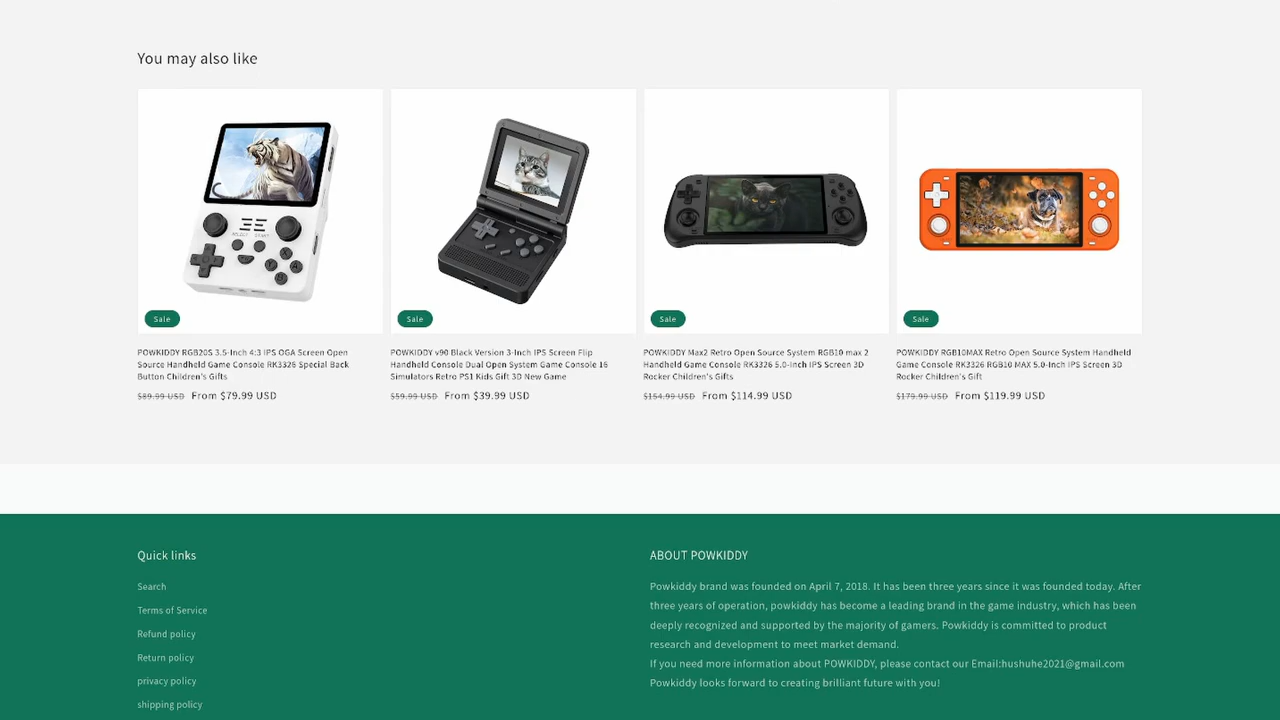 You may also like
Sale
Sale
Sale
Sale
SELECT START
Y X A B
POWKIDDY RGB20S 3.5-Inch 4:3 IPS OGA Screen Open
Source Handheld Game Console RK3326 Special Back
Button Children's Gifts
$89.99 USD From $79.99 USD
POWKIDDY v90 Black Version 3-Inch IPS Screen Flip
Handheld Console Dual Open System Game Console 16
Simulators Retro PS1 Kids Gift 3D New Game
$59.99 USD From $39.99 USD
POWKIDDY Max2 Retro Open Source System RGB10 max 2
Handheld Game Console RK3326 5.0-Inch IPS Screen 3D
Rocker Children's Gifts
$154.99 USD From $114.99 USD
POWKIDDY RGB10MAX Retro Open Source System Handheld
Game Console RK3326 RGB10 MAX 5.0-Inch IPS Screen 3D
Rocker Children's Gift
$179.99 USD From $119.99 USD
Quick links
Search
Terms of Service
Refund policy
Return policy
privacy policy
shipping policy
ABOUT POWKIDDY
Powkiddy brand was founded on April 7, 2018. It has been three years since it was founded today. After
three years of operation, powkiddy has become a leading brand in the game industry, which has been
deeply recognized and supported by the majority of gamers. Powkiddy is committed to product
research and development to meet market demand.
If you need more information about POWKIDDY, please contact our Email:hushuhe2021@gmail.com
Powkiddy looks forward to creating brilliant future with you!